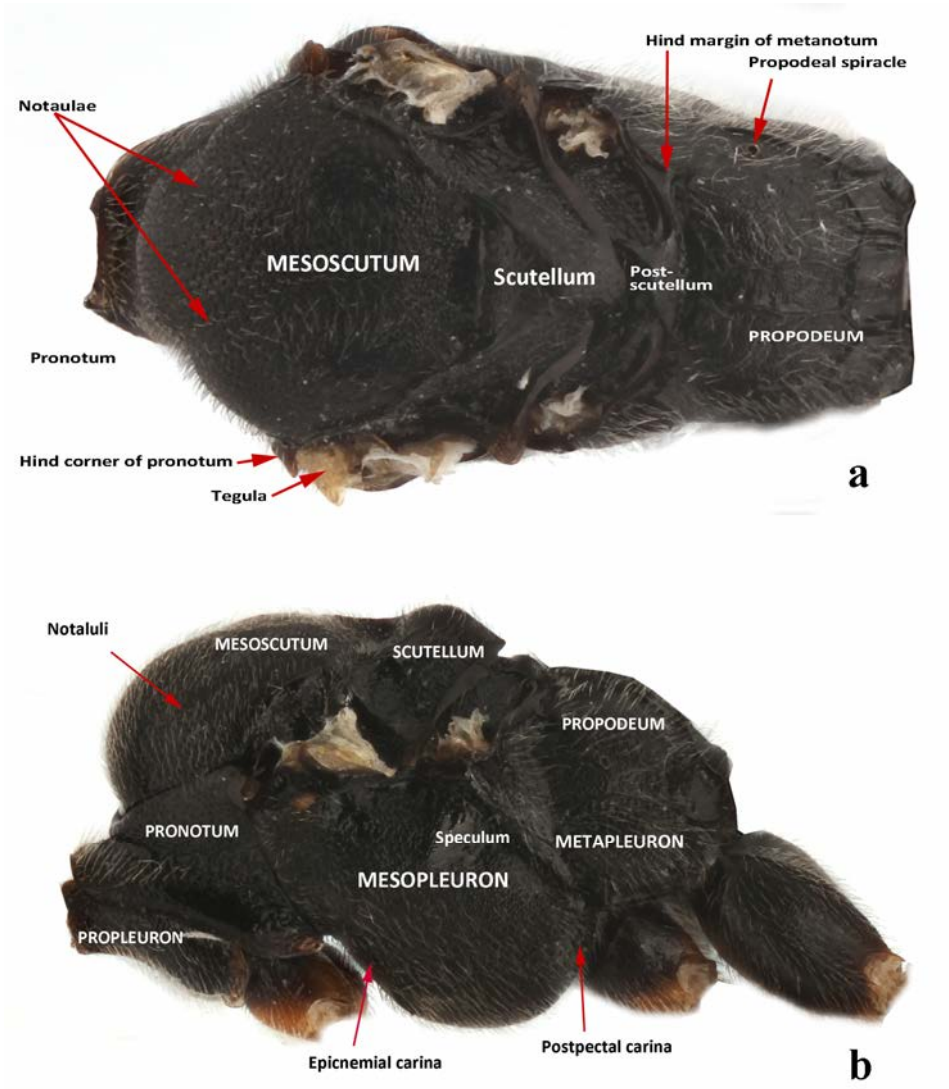 Hind margin of metanotum
Propodeal spiracle
Notaulae
MESOSCUTUM
Scutellum
Post-
scutellum
PROPODEUM
Pronotum
Hind corner of pronotum
Tegula
a
Notaluli
MESOSCUTUM
SCUTELLUM
PROPODEUM
PRONOTUM
Speculum
METAPLEURON
MESOPLEURON
PROPLEURON
Epicnemial carina
Postpectal carina
b